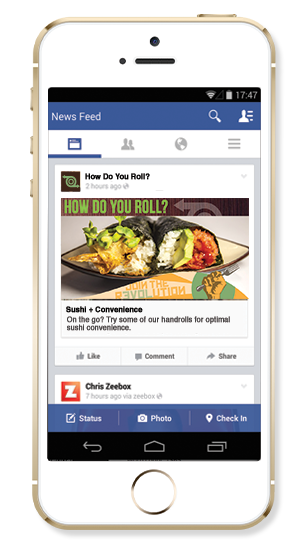 17:47
News Feed
How Do You Roll?
2 hours ago
HOW DO YOU ROLL?
JOIN THE
REVOLUTION
Sushi + Convenience
On the go? Try some of our handrolls for optimal
sushi convenience.
Like Comment Share
Chris Zeebox
7 hours ago via zeebox
Status Photo Check In